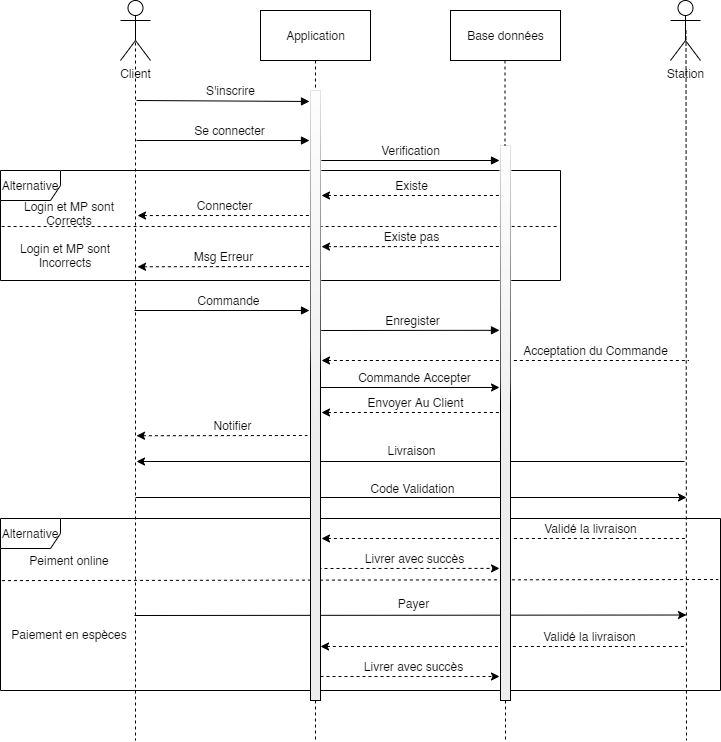 Application
Base données
Client
Station
S'inscrire
Se connecter
Verification
Alternative
Existe
Login et MP sont
Corrects
Connecter
Existe pas
Login et MP sont
Incorrects
Msg Erreur
Commande
Enregister
Acceptation du Commande
Commande Accepter
Envoyer Au Client
Notifier
Livraison
Code Validation
Alternative
Validé la livraison
Peiment online
Livrer avec succès
Payer
Paiement en espèces
Validé la livraison
Livrer avec succès